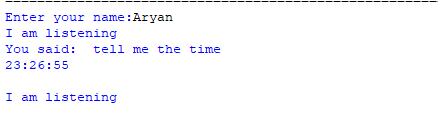 Enter your name:Aryan
I am listening
You said:  tell me the time
23:26:55
I am listening